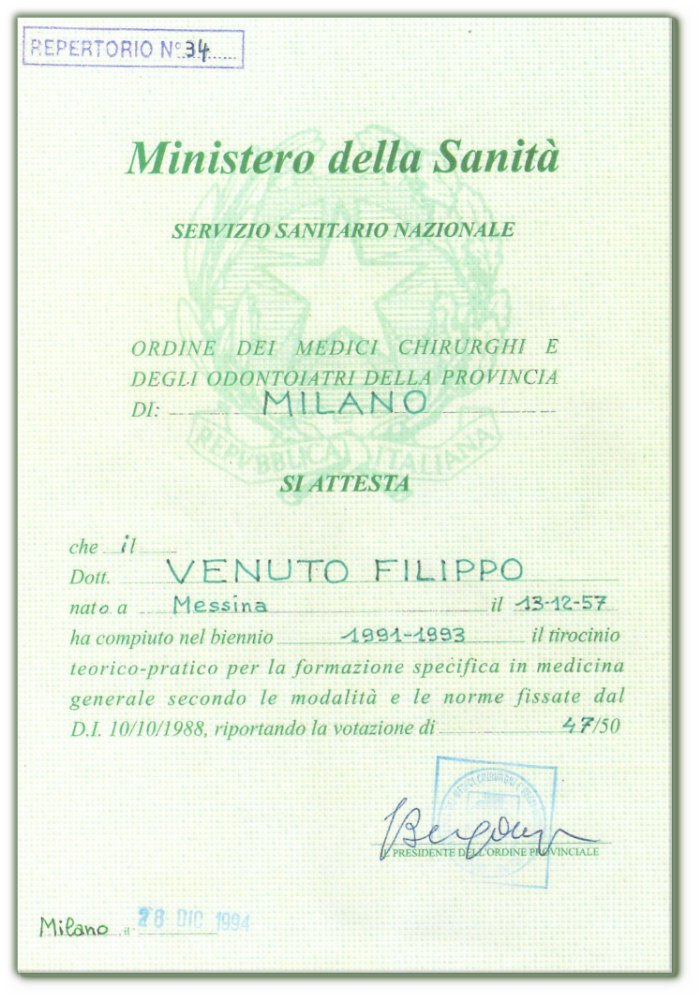 REPERTORIO N° 34
Ministero della Sanità
SERVIZIO SANITARIO NAZIONALE
ORDINE DEI MEDICI CHIRURGHI E
DEGLI ODONTOIATRI DELLA PROVINCIA
DI: MILANO
REPVBBLICA ITALIANA
SI ATTESTA
che il
Dott. VENUTO FILIPPO
nato a Messina il 13-12-57
ha compiuto nel biennio 1991-1993 il tirocinio
teorico-pratico per la formazione specifica in medicina
generale secondo le modalità e le norme fissate dal
D.I. 10/10/1988, riportando la votazione di 47/50
IL PRESIDENTE DELL'ORDINE PROVINCIALE
Milano il 28 DIC 1994